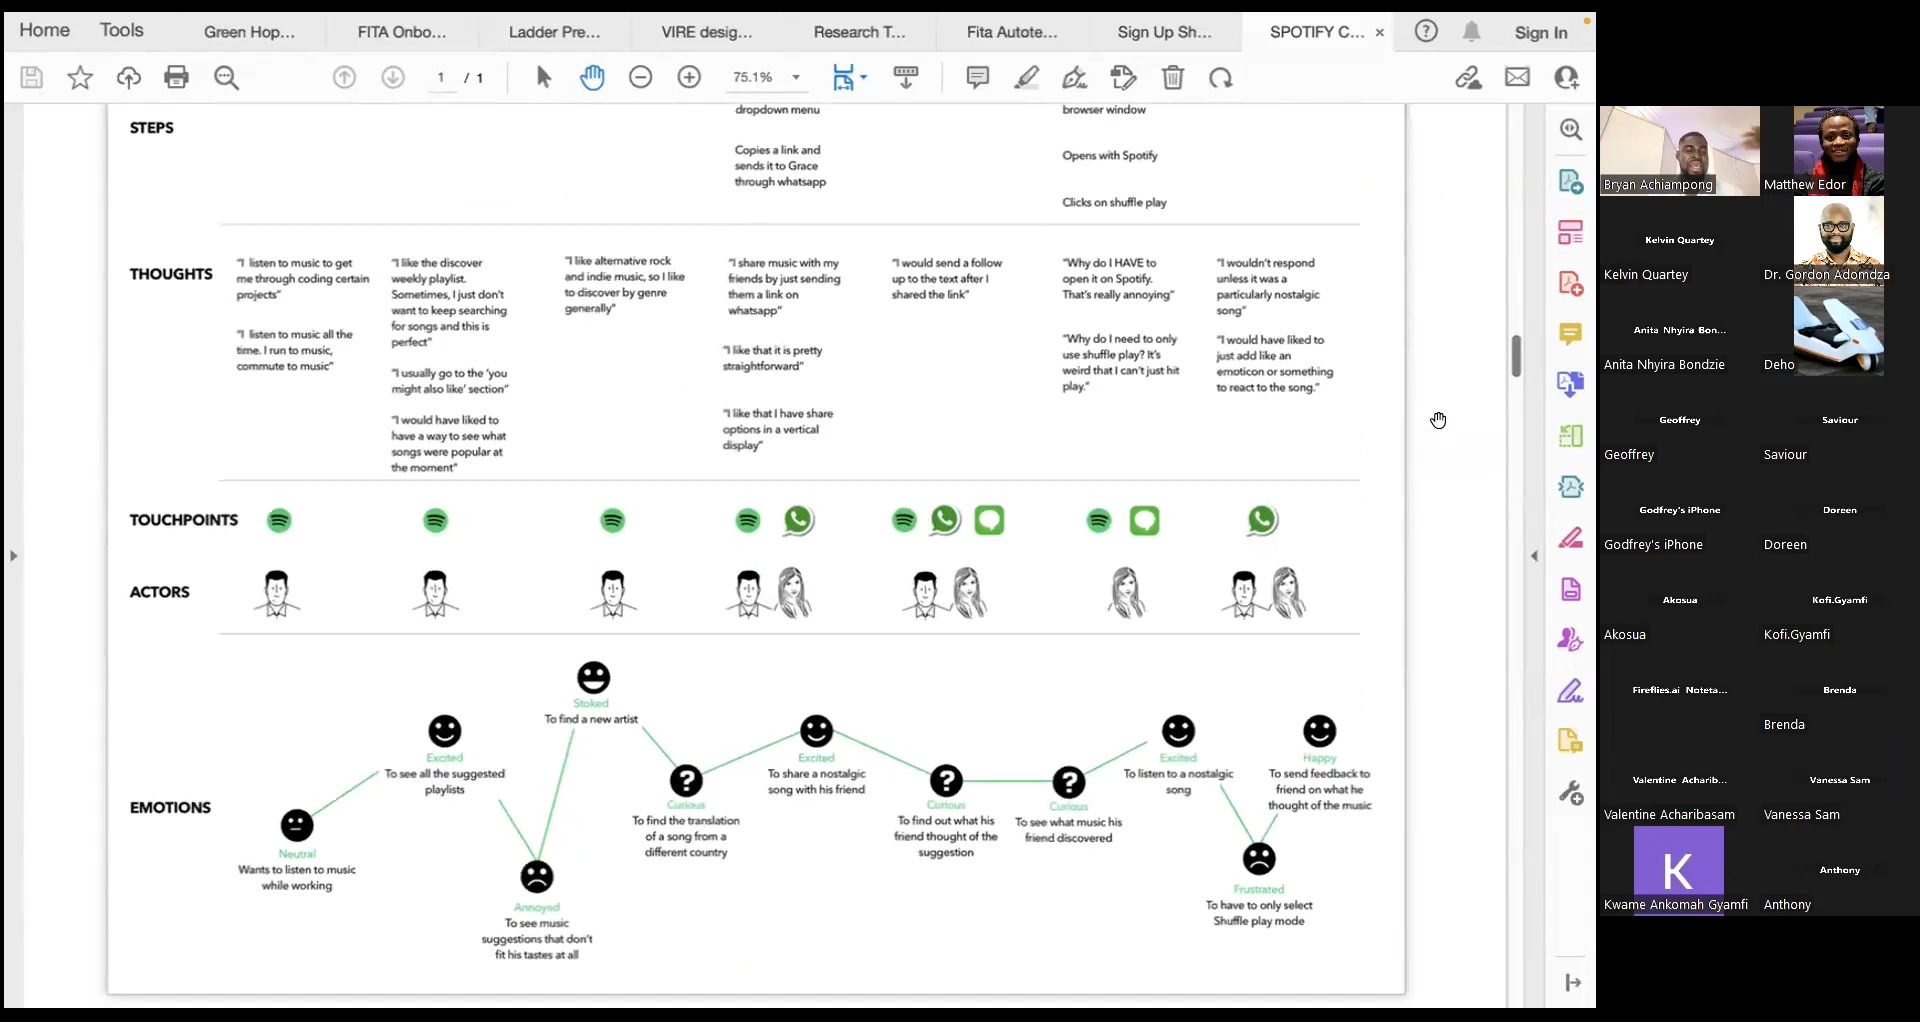 Home Tools Green Hop... FITA Onbo... Ladder Pre... VIRE desig... Research T... Fita Autote... Sign Up Sh... SPOTIFY C... × ? Sign In
1 / 1 75.1%
STEPS
dropdown menu
Copies a link and
sends it to Grace
through whatsapp
browser window
Opens with Spotify
Clicks on shuffle play
THOUGHTS
"I listen to music to get
me through coding certain
projects"
"I listen to music all the
time. I run to music,
commute to music"
"I like the discover
weekly playlist.
Sometimes, I just don't
want to keep searching
for songs and this is
perfect"
"I usually go to the 'you
might also like' section"
"I would have liked to
have a way to see what
songs were popular at
the moment"
"I like alternative rock
and indie music, so I like
to discover by genre
generally"
"I share music with my
friends by just sending
them a link on
whatsapp"
"I like that it is pretty
straightforward"
"I like that I have share
options in a vertical
display"
"I would send a follow
up to the text after I
shared the link"
"Why do I HAVE to
open it on Spotify.
That's really annoying"
"Why do I need to only
use shuffle play? It's
weird that I can't just hit
play."
"I wouldn't respond
unless it was a
particularly nostalgic
song"
"I would have liked to
just add like an
emoticon or something
to react to the song."
TOUCHPOINTS
ACTORS
EMOTIONS
Neutral
Wants to listen to music
while working
Excited
To see all the suggested
playlists
Annoyed
To see music
suggestions that don't
fit his tastes at all
Stoked
To find a new artist
?
Curious
To find the translation
of a song from a
different country
Excited
To share a nostalgic
song with his friend
?
Curious
To find out what his
friend thought of the
suggestion
?
Curious
To see what music his
friend discovered
Excited
To listen to a nostalgic
song
Frustrated
To have to only select
Shuffle play mode
Happy
To send feedback to
friend on what he
thought of the music
Bryan Achiampong
Matthew Edor
Kelvin Quartey
Kelvin Quartey
Dr. Gordon Adomdza
Anita Nhyira Bon...
Anita Nhyira Bondzie
Deho
Geoffrey
Geoffrey
Saviour
Saviour
Godfrey's iPhone
Godfrey's iPhone
Doreen
Doreen
Akosua
Akosua
Kofi.Gyamfi
Kofi.Gyamfi
Fireflies.ai Noteta...
Brenda
Brenda
Valentine Acharib...
Valentine Acharibasam
Vanessa Sam
Vanessa Sam
K
Kwame Ankomah Gyamfi
Anthony
Anthony